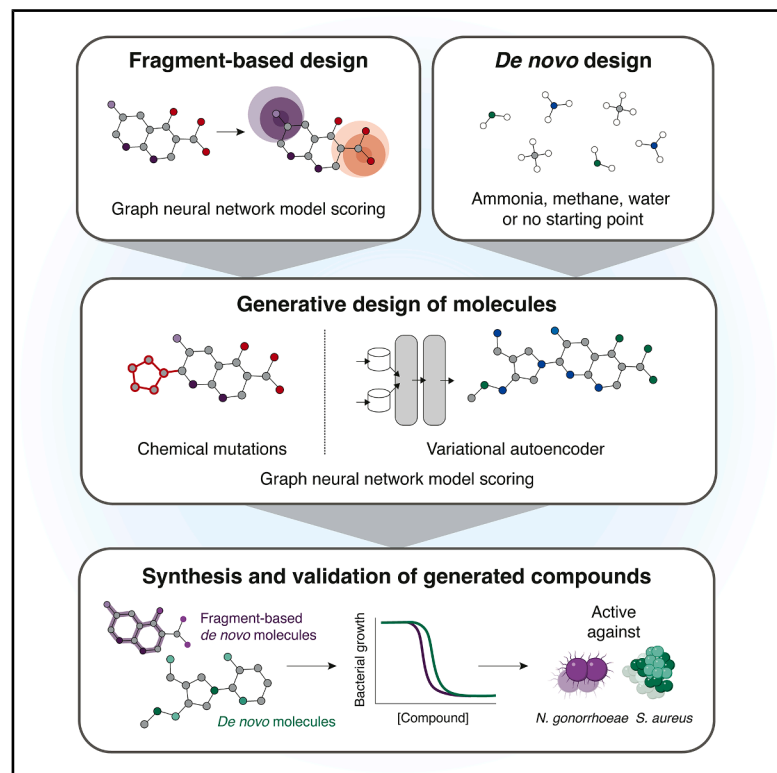 Fragment-based design
Graph neural network model scoring
De novo design
Ammonia, methane, water
or no starting point
Generative design of molecules
Chemical mutations
Variational autoencoder
Graph neural network model scoring
Synthesis and validation of generated compounds
Fragment-based
de novo molecules
De novo molecules
Bacterial growth
[Compound]
Active
against
N. gonorrhoeae
S. aureus